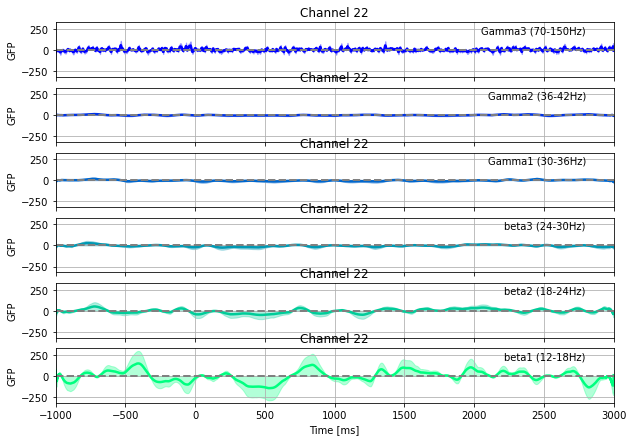 Channel 22
250
0
−250
GFP
Gamma3 (70-150Hz)
Channel 22
250
0
−250
GFP
Gamma2 (36-42Hz)
Channel 22
250
0
−250
GFP
Gamma1 (30-36Hz)
Channel 22
250
0
−250
GFP
beta3 (24-30Hz)
Channel 22
250
0
−250
GFP
beta2 (18-24Hz)
Channel 22
250
0
−250
GFP
beta1 (12-18Hz)
−1000 −500 0 500 1000 1500 2000 2500 3000
Time [ms]